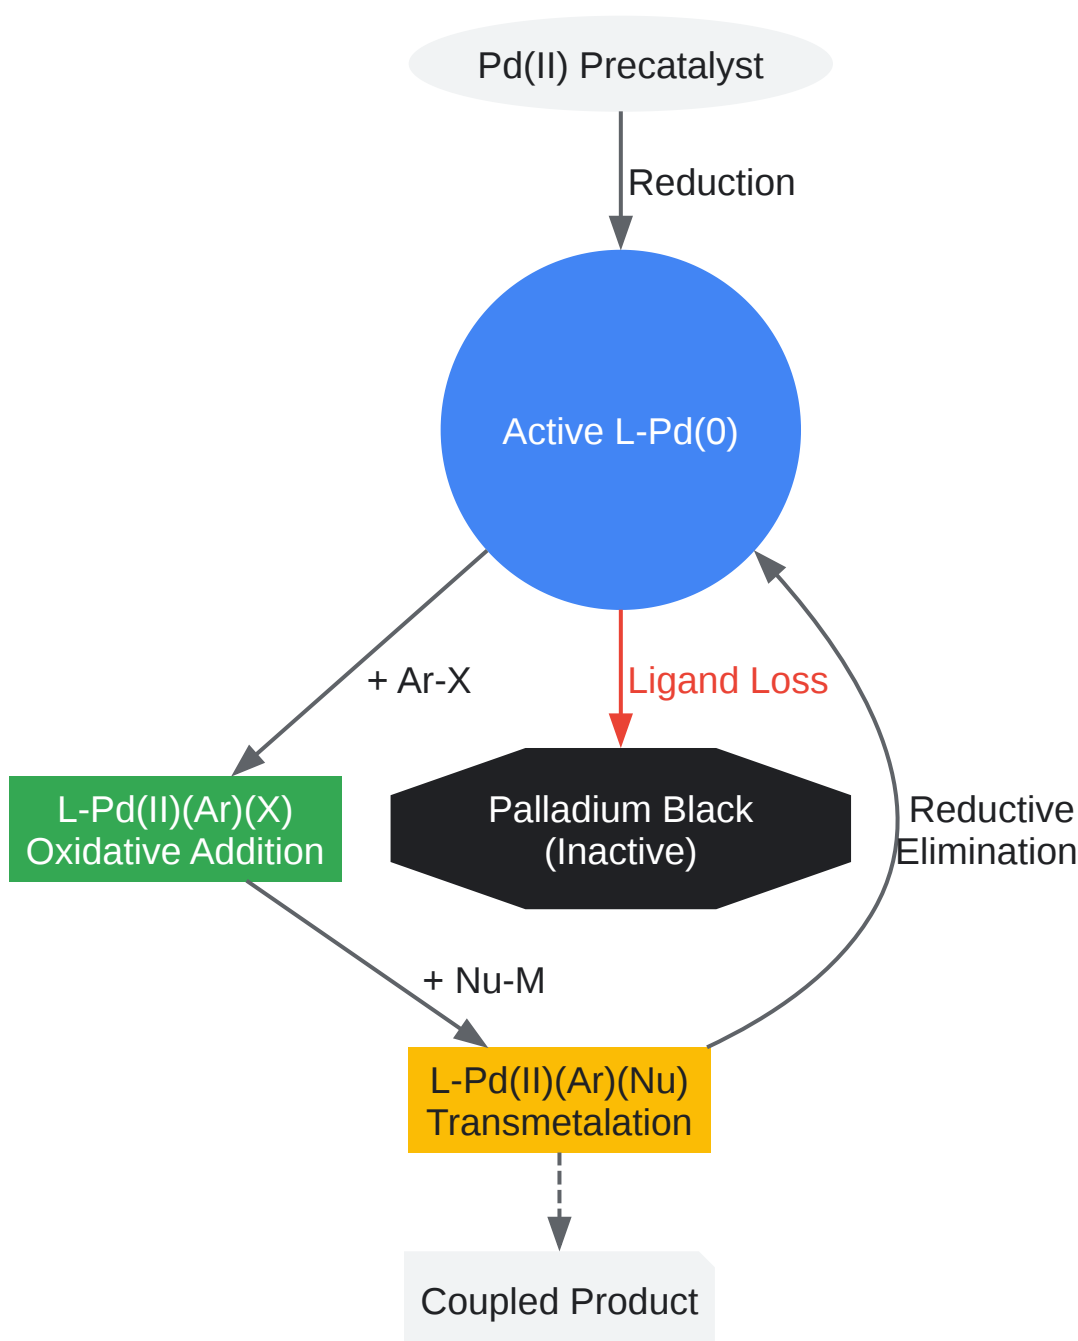 Pd(II) Precatalyst
Reduction
Active L-Pd(0)
+ Ar-X
Ligand Loss
L-Pd(II)(Ar)(X)
Oxidative Addition
Palladium Black
(Inactive)
Reductive
Elimination
+ Nu-M
L-Pd(II)(Ar)(Nu)
Transmetalation
Coupled Product